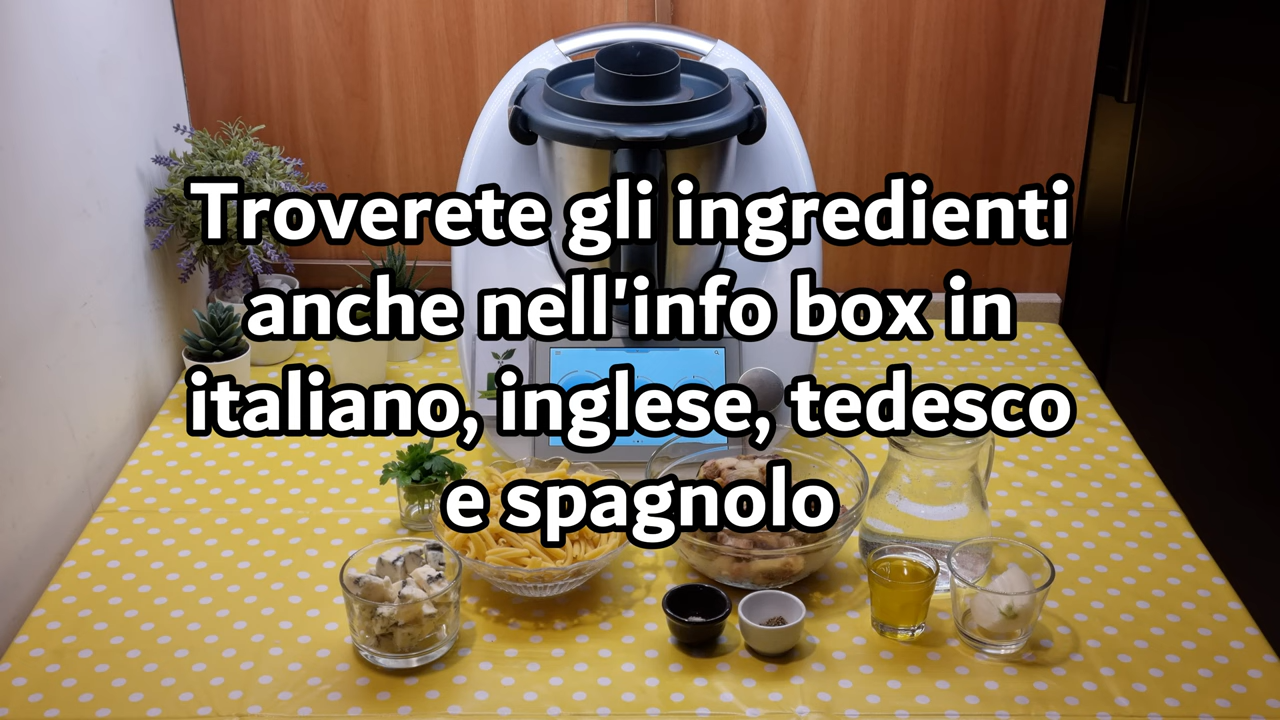 Troverete gli ingredienti
anche nell'info box in
italiano, inglese, tedesco
e spagnolo